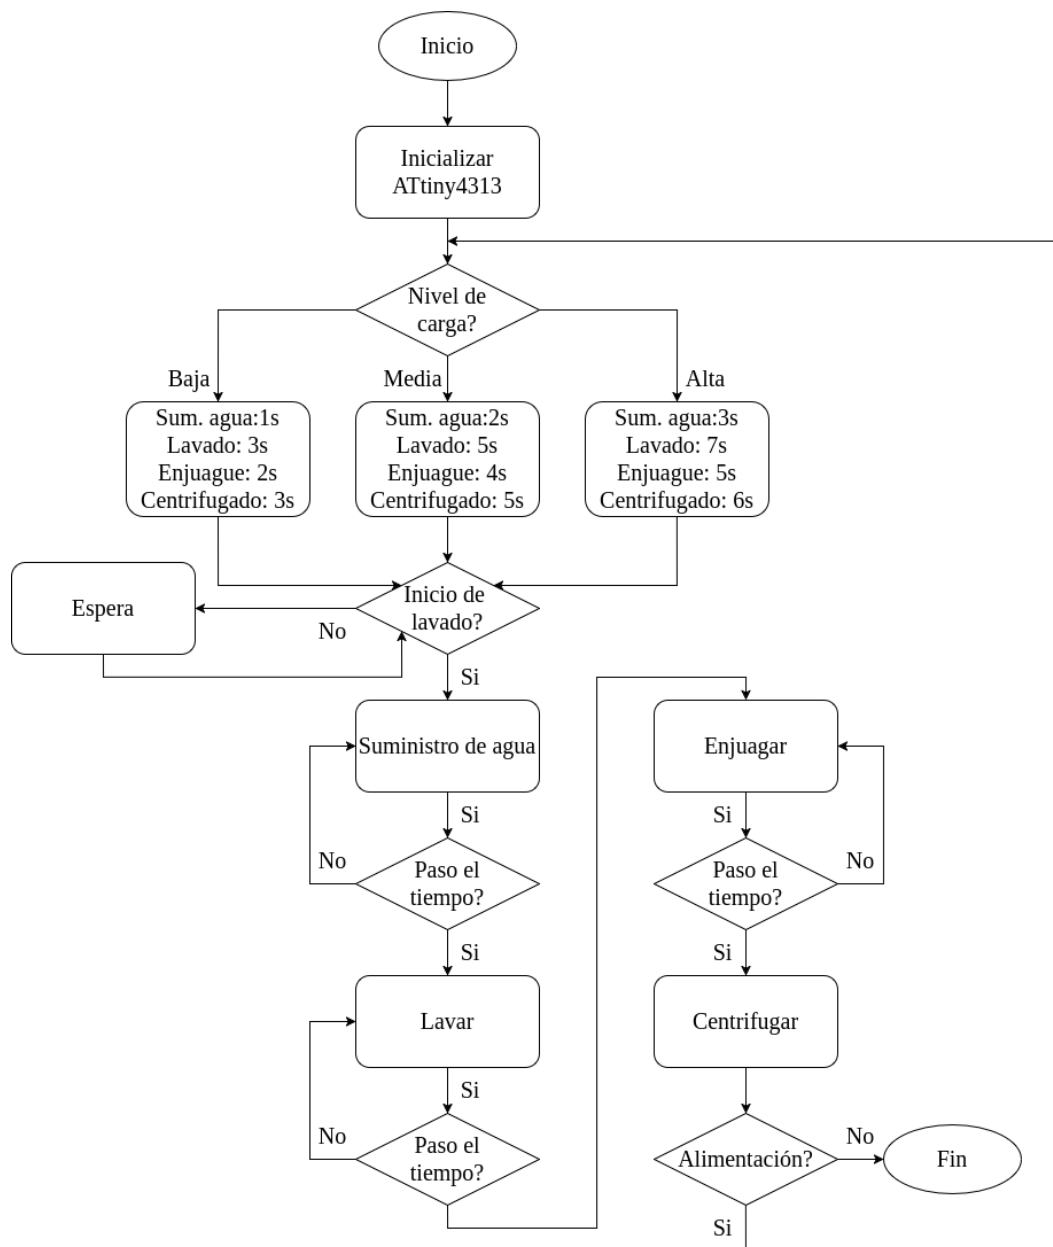 Inicio
Inicializar
ATtiny4313
Nivel de
carga?
Baja
Media
Alta
Sum. agua:1s
Lavado: 3s
Enjuague: 2s
Centrifugado: 3s
Sum. agua:2s
Lavado: 5s
Enjuague: 4s
Centrifugado: 5s
Sum. agua:3s
Lavado: 7s
Enjuague: 5s
Centrifugado: 6s
Inicio de
lavado?
No
Espera
Si
Suministro de agua
Si
Paso el
tiempo?
No
Si
Lavar
Si
Paso el
tiempo?
No
Enjuagar
Si
Paso el
tiempo?
No
Si
Centrifugar
Alimentación?
No
Fin
Si